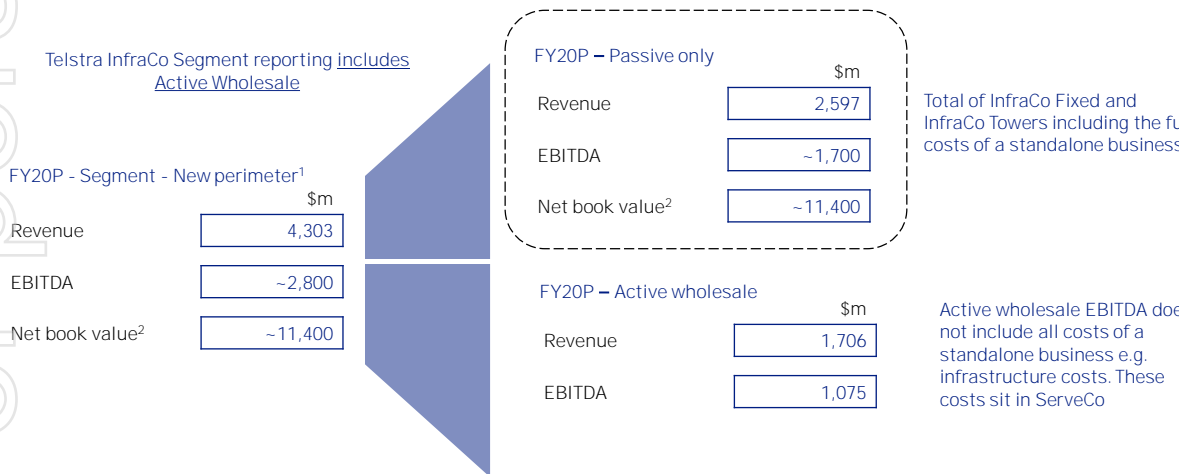 Telstra InfraCo Segment reporting includes
Active Wholesale
FY20P - Segment - New perimeter1
$m
Revenue 4,303
EBITDA ~2,800
Net book value2 ~11,400
FY20P – Passive only
$m
Revenue 2,597
EBITDA ~1,700
Net book value2 ~11,400
Total of InfraCo Fixed and
InfraCo Towers including the
costs of a standalone business
FY20P – Active wholesale
$m
Revenue 1,706
EBITDA 1,075
Active wholesale EBITDA
not include all costs of a
standalone business e.g.
infrastructure costs. These
costs sit in ServeCo